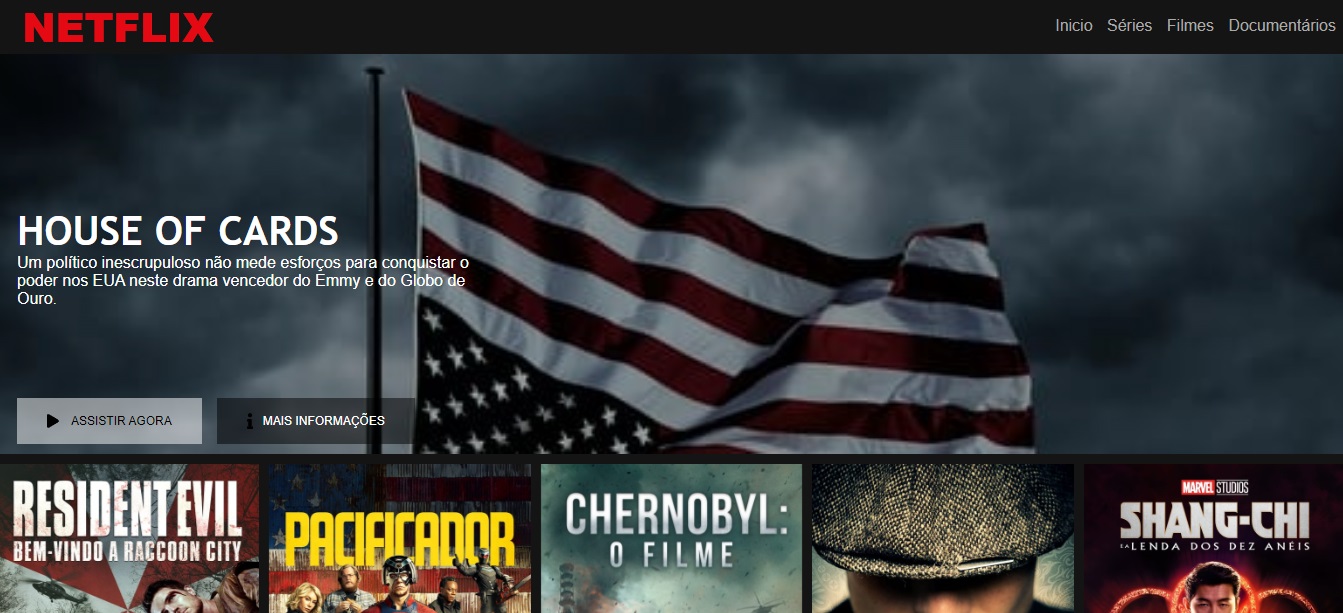 NETFLIX
Inicio Séries Filmes Documentários
HOUSE OF CARDS
Um político inescrupuloso não mede esforços para conquistar o
poder nos EUA neste drama vencedor do Emmy e do Globo de
Ouro.
ASSISTIR AGORA
MAIS INFORMAÇÕES
RESIDENT EVIL
BEM-VINDO A RACCOON CITY
PACIFICADOR
CHERNOBYL:
O FILME
MARVEL STUDIOS
SHANG-CHI
E A LENDA DOS DEZ ANÉIS